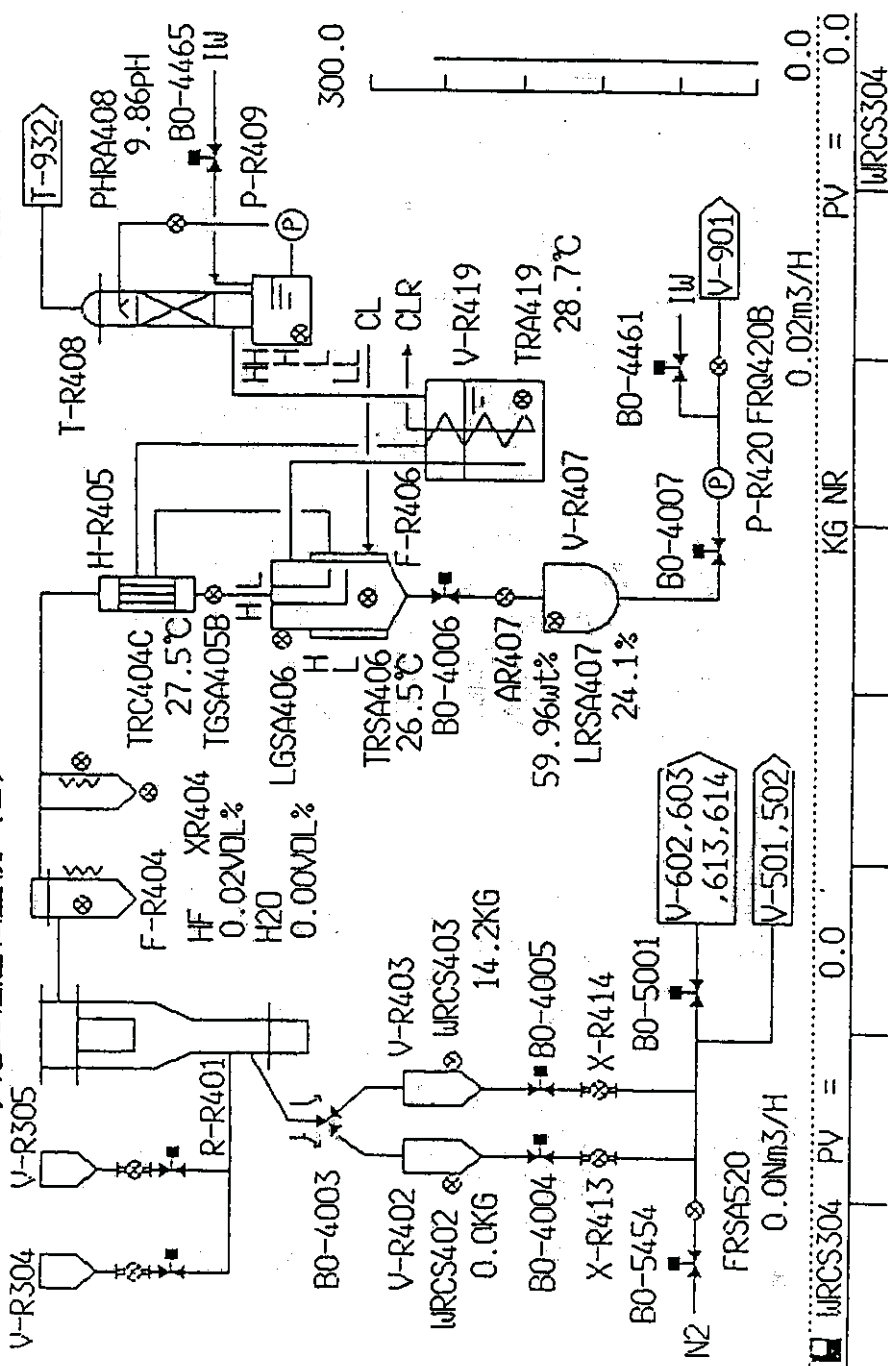 V-R304
V-R305
R-R401
BO-4003
V-R402
WRCS402
0.0KG
V-R403
WRCS403
14.2KG
BO-4004
BO-4005
X-R413
X-R414
BO-5454
N2
FRSA520
0.0Nm3/H
BO-5001
V-602,603
,613,614
V-501,502
F-R404
HF XR404
0.02VOL%
H2O
0.00VOL%
H-R405
TRC404C
27.5℃
TGSA405B
H
L
LGSA406
H
L
TRSA406
26.5℃
F-R406
BO-4006
AR407
59.96wt%
LRSA407
24.1%
V-R407
BO-4007
P-R420 FRQ420B
0.02m3/H
BO-4461
IW
V-901
T-R408
HH
H
L
LL
CL
CLR
V-R419
TRA419
28.7℃
T-932
PHRA408
9.86pH
BO-4465
IW
P-R409
300.0
0.0
WRCS304 PV = 0.0 KG NR PV = 0.0
IWRCS304